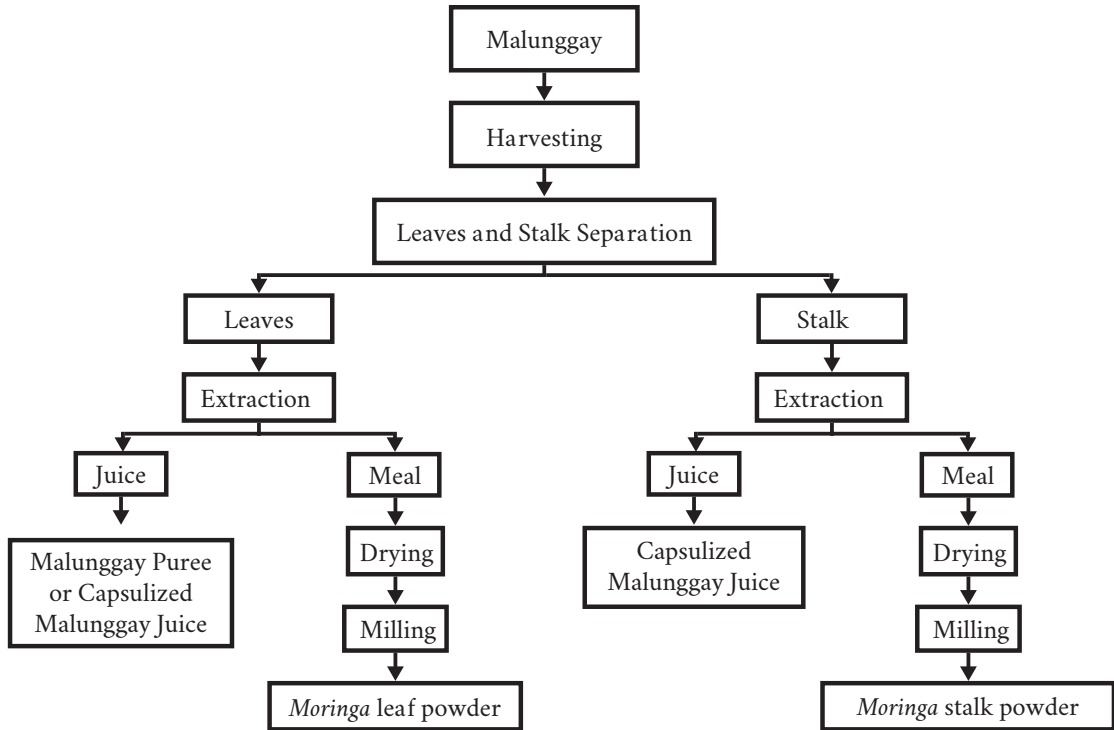 Malunggay
Harvesting
Leaves and Stalk Separation
Leaves
Stalk
Extraction
Extraction
Juice
Meal
Juice
Meal
Malunggay Puree
or Capsulized
Malunggay Juice
Drying
Capsulized
Malunggay Juice
Drying
Milling
Milling
Moringa leaf powder
Moringa stalk powder